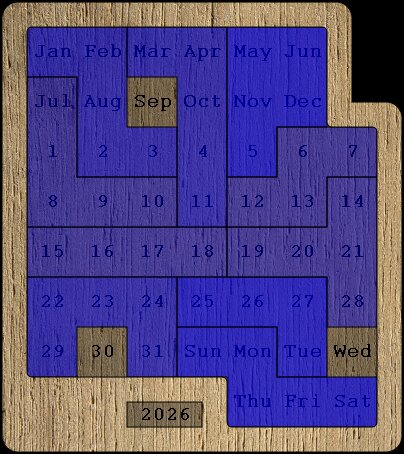 Jan Feb Mar Apr May Jun
Jul Aug Sep Oct Nov Dec
1 2 3 4 5 6 7
8 9 10 11 12 13 14
15 16 17 18 19 20 21
22 23 24 25 26 27 28
29 30 31 Sun Mon Tue Wed
Thu Fri Sat
2026